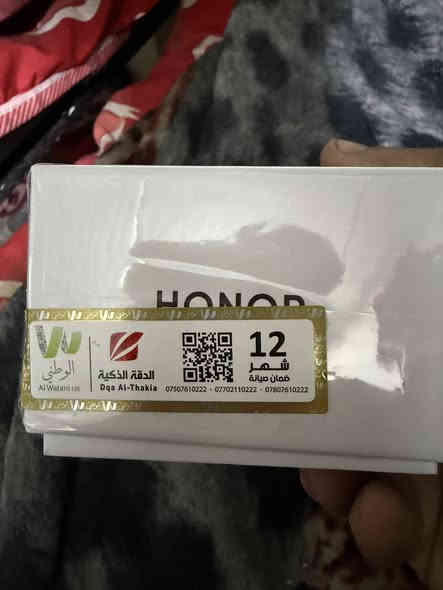 HONOR
الوطني
Al Watani
الدقة الذكية
Dqa Al-Thakia
12
شهر
ضمان صيانة
07507610222 - 07702110222 - 07807610222